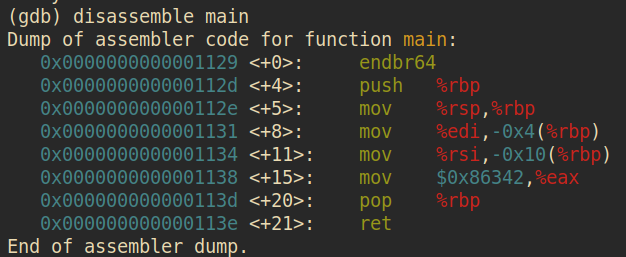 (gdb) disassemble main
Dump of assembler code for function main:
   0x0000000000001129 <+0>:     endbr64
   0x000000000000112d <+4>:     push   %rbp
   0x000000000000112e <+5>:     mov    %rsp,%rbp
   0x0000000000001131 <+8>:     mov    %edi,-0x4(%rbp)
   0x0000000000001134 <+11>:    mov    %rsi,-0x10(%rbp)
   0x0000000000001138 <+15>:    mov    $0x86342,%eax
   0x000000000000113d <+20>:    pop    %rbp
   0x000000000000113e <+21>:    ret
End of assembler dump.